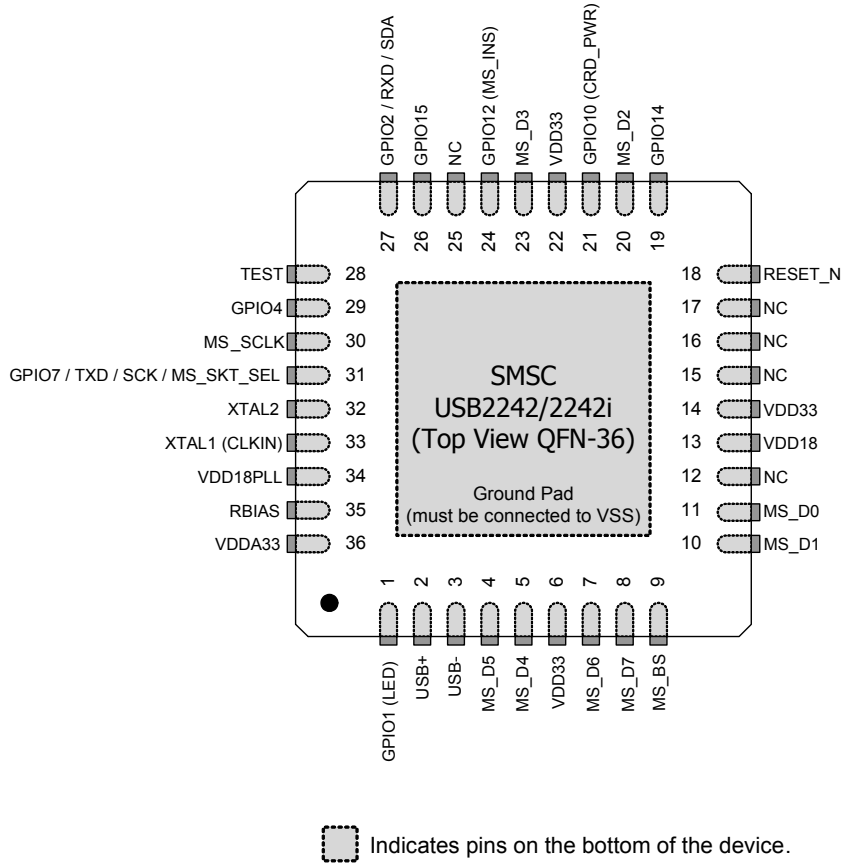 GPIO2 / RXD / SDA
GPIO15
NC
GPIO12 (MS_INS)
MS_D3
VDD33
GPIO10 (CRD_PWR)
MS_D2
GPIO14
27
26
25
24
23
22
21
20
19
TEST
28
GPIO4
29
MS_SCLK
30
GPIO7 / TXD / SCK / MS_SKT_SEL
31
XTAL2
32
XTAL1 (CLKIN)
33
VDD18PLL
34
RBIAS
35
VDDA33
36
SMSC
USB2242/2242i
(Top View QFN-36)
Ground Pad
(must be connected to VSS)
18
RESET_N
17
NC
16
NC
15
NC
14
VDD33
13
VDD18
12
NC
11
MS_D0
10
MS_D1
1
2
3
4
5
6
7
8
9
GPIO1 (LED)
USB+
USB-
MS_D5
MS_D4
VDD33
MS_D6
MS_D7
MS_BS
Indicates pins on the bottom of the device.